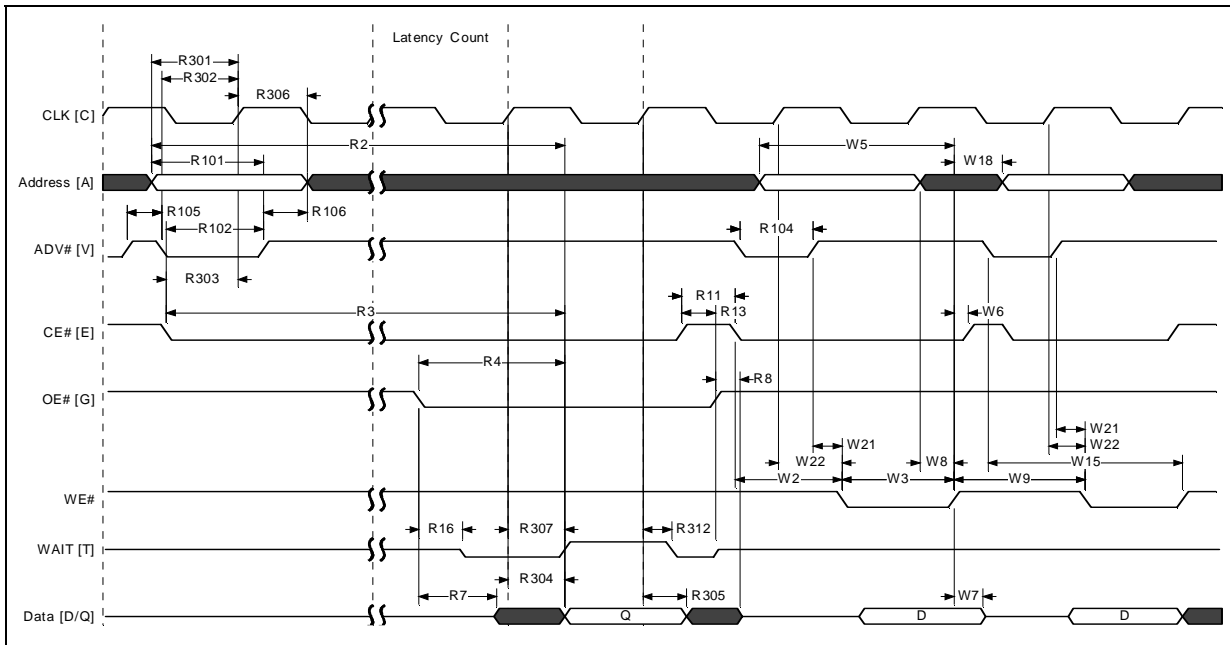 Latency Count
R301
R302
R306
CLK [C]
R2
W5
R101
W18
Address [A]
R105
R106
R102
R104
ADV# [V]
R303
R11
R3
R13
W6
CE# [E]
R4
R8
OE# [G]
W21
W21
W22
W22
W8
W15
W2
W3
W9
WE#
R16
R307
R312
WAIT [T]
R304
R7
R305
W7
Data [D/Q]
Q
D
D